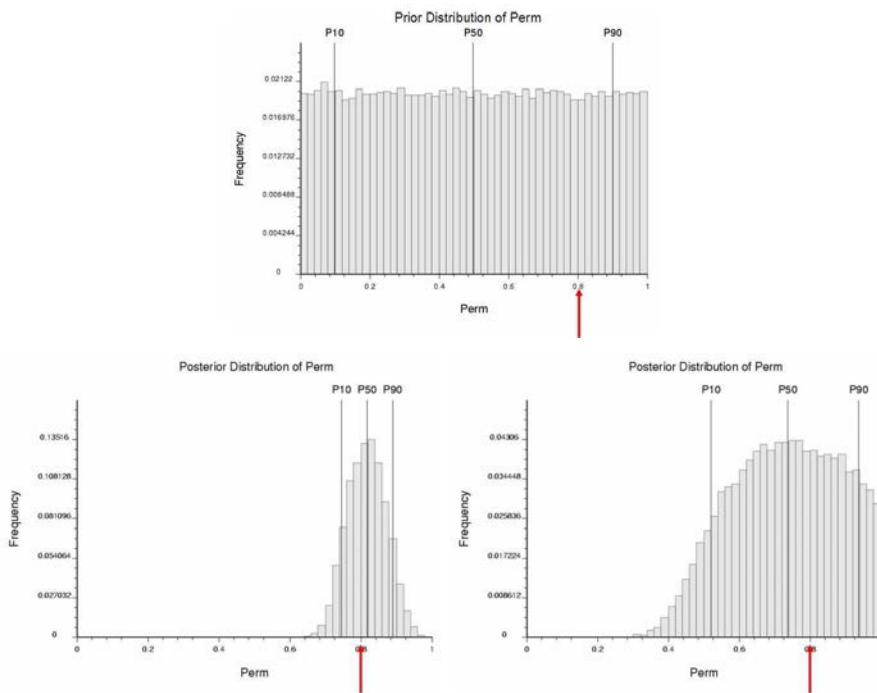 Prior Distribution of Perm
P10 P50 P90
0.02122
0.016976
0.012732
0.008488
0.004244
0
Frequency
0 0.2 0.4 0.6 0.8 1
Perm
Posterior Distribution of Perm
P10 P50 P90
0.13516
0.108128
0.081096
0.054064
0.027032
0
Frequency
0 0.2 0.4 0.6 0.8 1
Perm
Posterior Distribution of Perm
P10 P50 P90
0.04306
0.034448
0.025836
0.017224
0.008612
0
Frequency
0 0.2 0.4 0.6 0.8
Perm